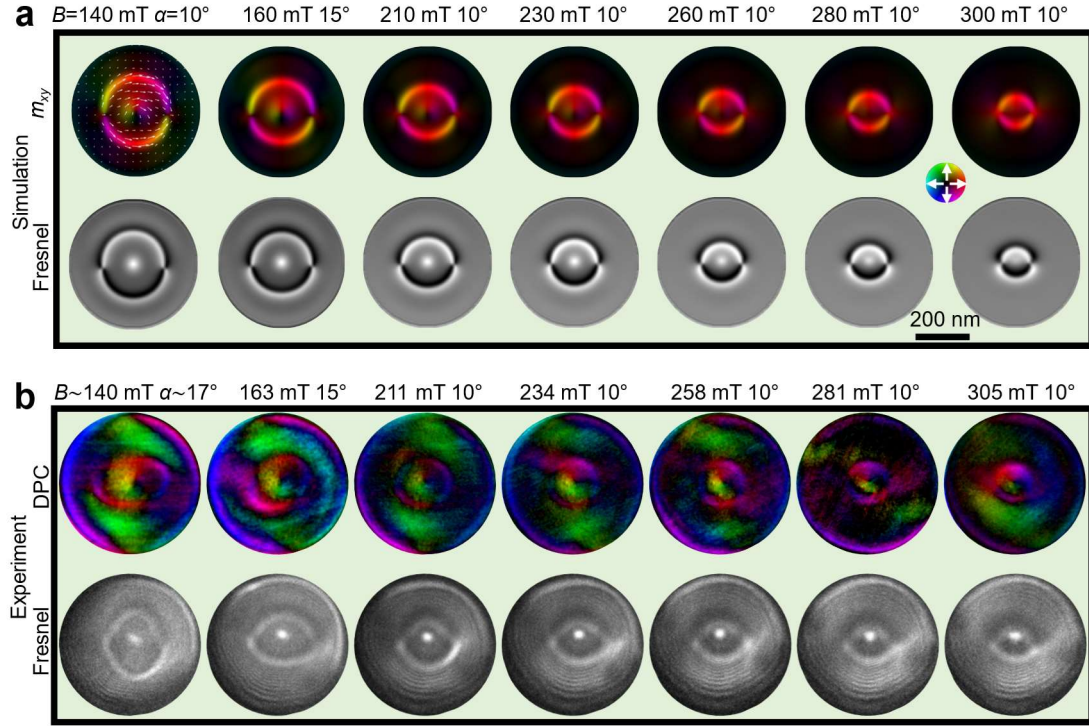 a B=140 mT α=10° 160 mT 15° 210 mT 10° 230 mT 10° 260 mT 10° 280 mT 10° 300 mT 10°
Simulation
mxy
Fresnel
200 nm
b B~140 mT α~17° 163 mT 15° 211 mT 10° 234 mT 10° 258 mT 10° 281 mT 10° 305 mT 10°
Experiment
DPC
Fresnel